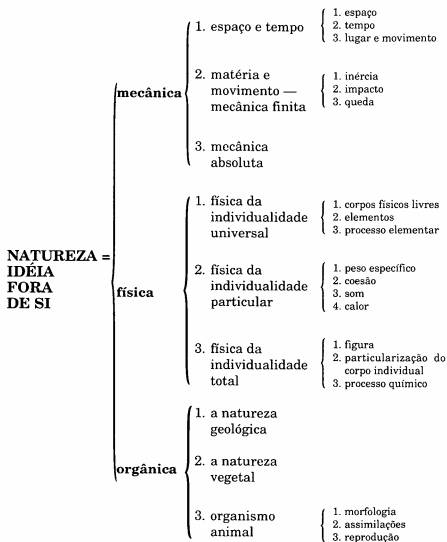 NATUREZA =
IDÉIA
FORA
DE SI
mecânica
1. espaço e tempo
1. espaço
2. tempo
3. lugar e movimento
2. matéria e
movimento —
mecânica finita
1. inércia
2. impacto
3. queda
3. mecânica
absoluta
física
1. física da
individualidade
universal
1. corpos físicos livres
2. elementos
3. processo elementar
2. física da
individualidade
particular
1. peso específico
2. coesão
3. som
4. calor
3. física da
individualidade
total
1. figura
2. particularização do
corpo individual
3. processo químico
orgânica
1. a natureza
geológica
2. a natureza
vegetal
3. organismo
animal
1. morfologia
2. assimilações
3. reprodução